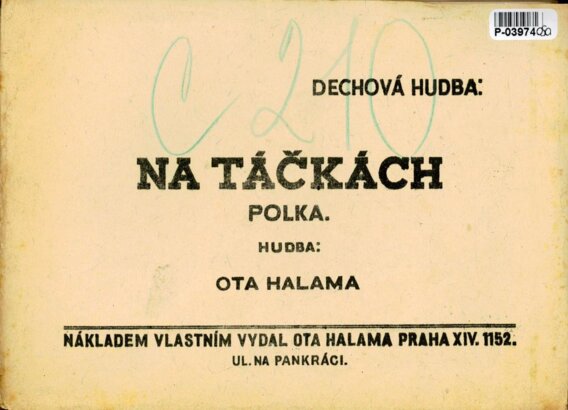 P-03974080
C 210
DECHOVÁ HUDBA:
NA TÁČKÁCH
POLKA.
HUDBA:
OTA HALAMA
NÁKLADEM VLASTNÍM VYDAL OTA HALAMA PRAHA XIV. 1152.
UL. NA PANKRÁCI.